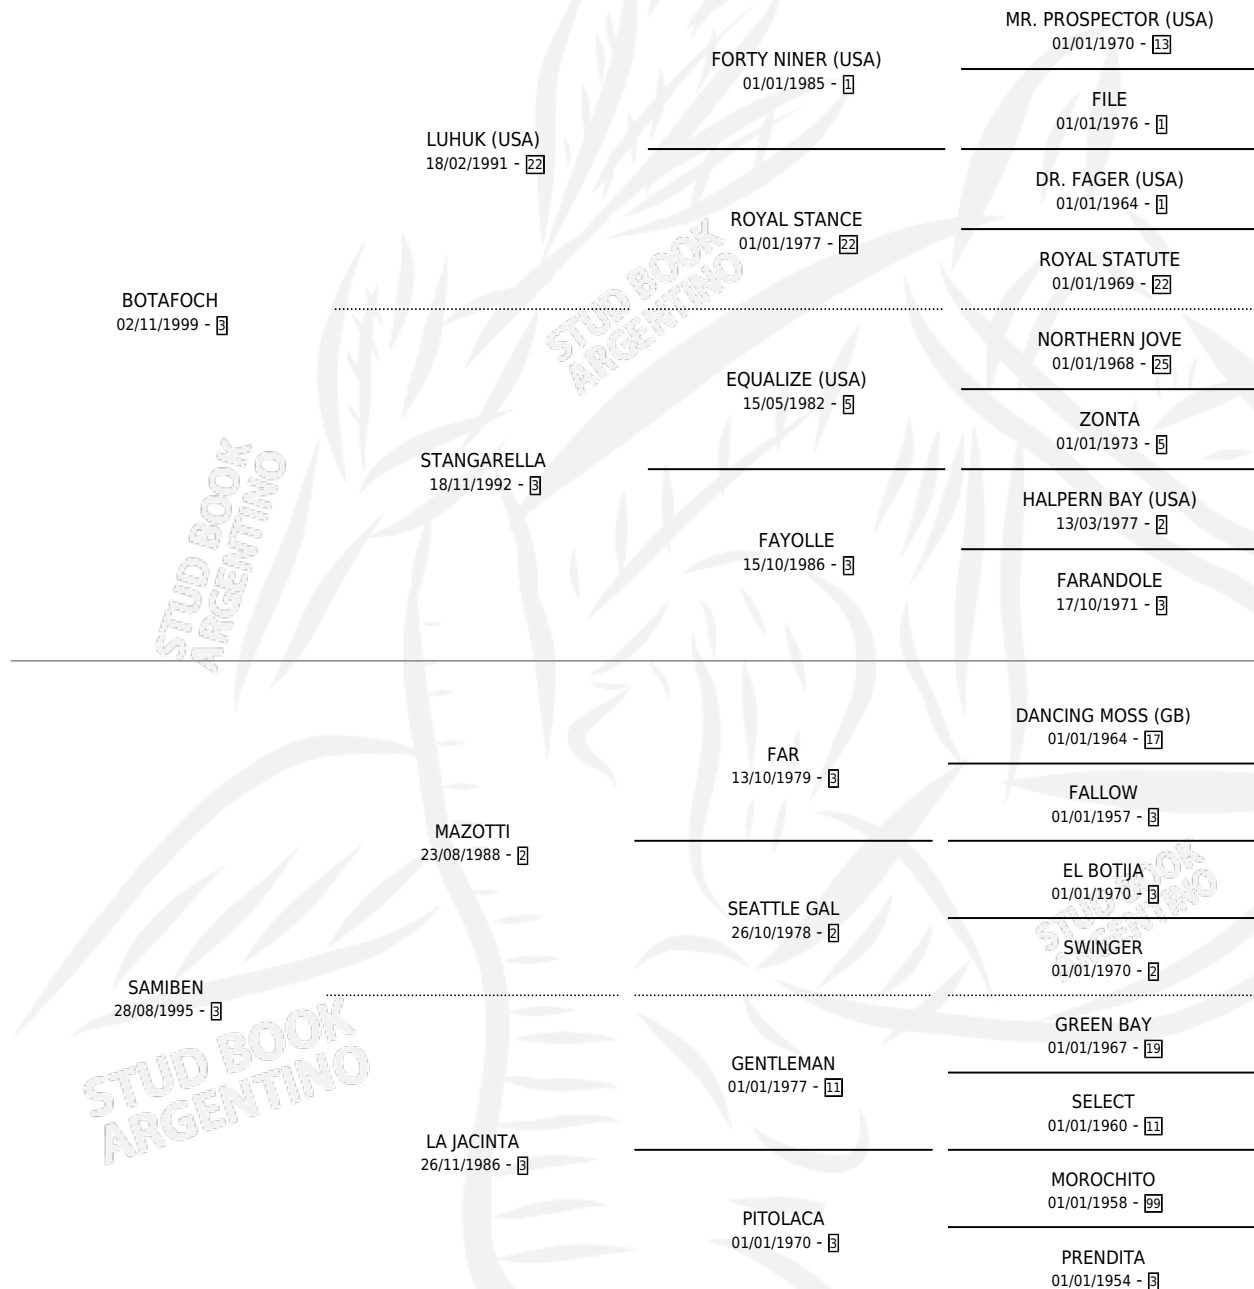 MR. PROSPECTOR (USA)
01/01/1970 - 13
FORTY NINER (USA)
01/01/1985 - 1
FILE
01/01/1976 - 1
LUHUK (USA)
18/02/1991 - 22
DR. FAGER (USA)
01/01/1964 - 1
ROYAL STANCE
01/01/1977 - 22
ROYAL STATUTE
01/01/1969 - 22
BOTAFOCH
02/11/1999 - 3
NORTHERN JOVE
01/01/1968 - 25
EQUALIZE (USA)
15/05/1982 - 5
ZONTA
01/01/1973 - 5
STANGARELLA
18/11/1992 - 3
HALPERN BAY (USA)
13/03/1977 - 2
FAYOLLE
15/10/1986 - 3
FARANDOLE
17/10/1971 - 3
DANCING MOSS (GB)
01/01/1964 - 17
FAR
13/10/1979 - 3
FALLOW
01/01/1957 - 3
MAZOTTI
23/08/1988 - 2
EL BOTIJA
01/01/1970 - 3
SEATTLE GAL
26/10/1978 - 2
SWINGER
01/01/1970 - 2
SAMIBEN
28/08/1995 - 3
GREEN BAY
01/01/1967 - 19
GENTLEMAN
01/01/1977 - 11
SELECT
01/01/1960 - 11
LA JACINTA
26/11/1986 - 3
MOROCHITO
01/01/1958 - 99
PITOLACA
01/01/1970 - 3
PRENDITA
01/01/1954 - 3
STUD BOOK
ARGENTINO
STUD BOOK
ARGENTINO
STUD BOOK
ARGENTINO
STUD BOOK
ARGENTINO